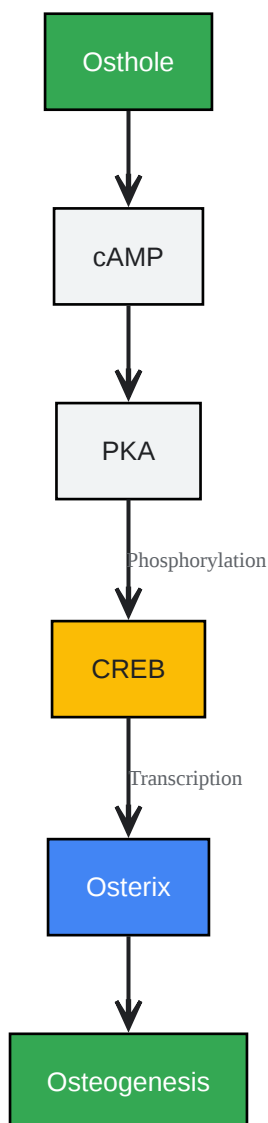 Osthole
cAMP
PKA
Phosphorylation
CREB
Transcription
Osterix
Osteogenesis